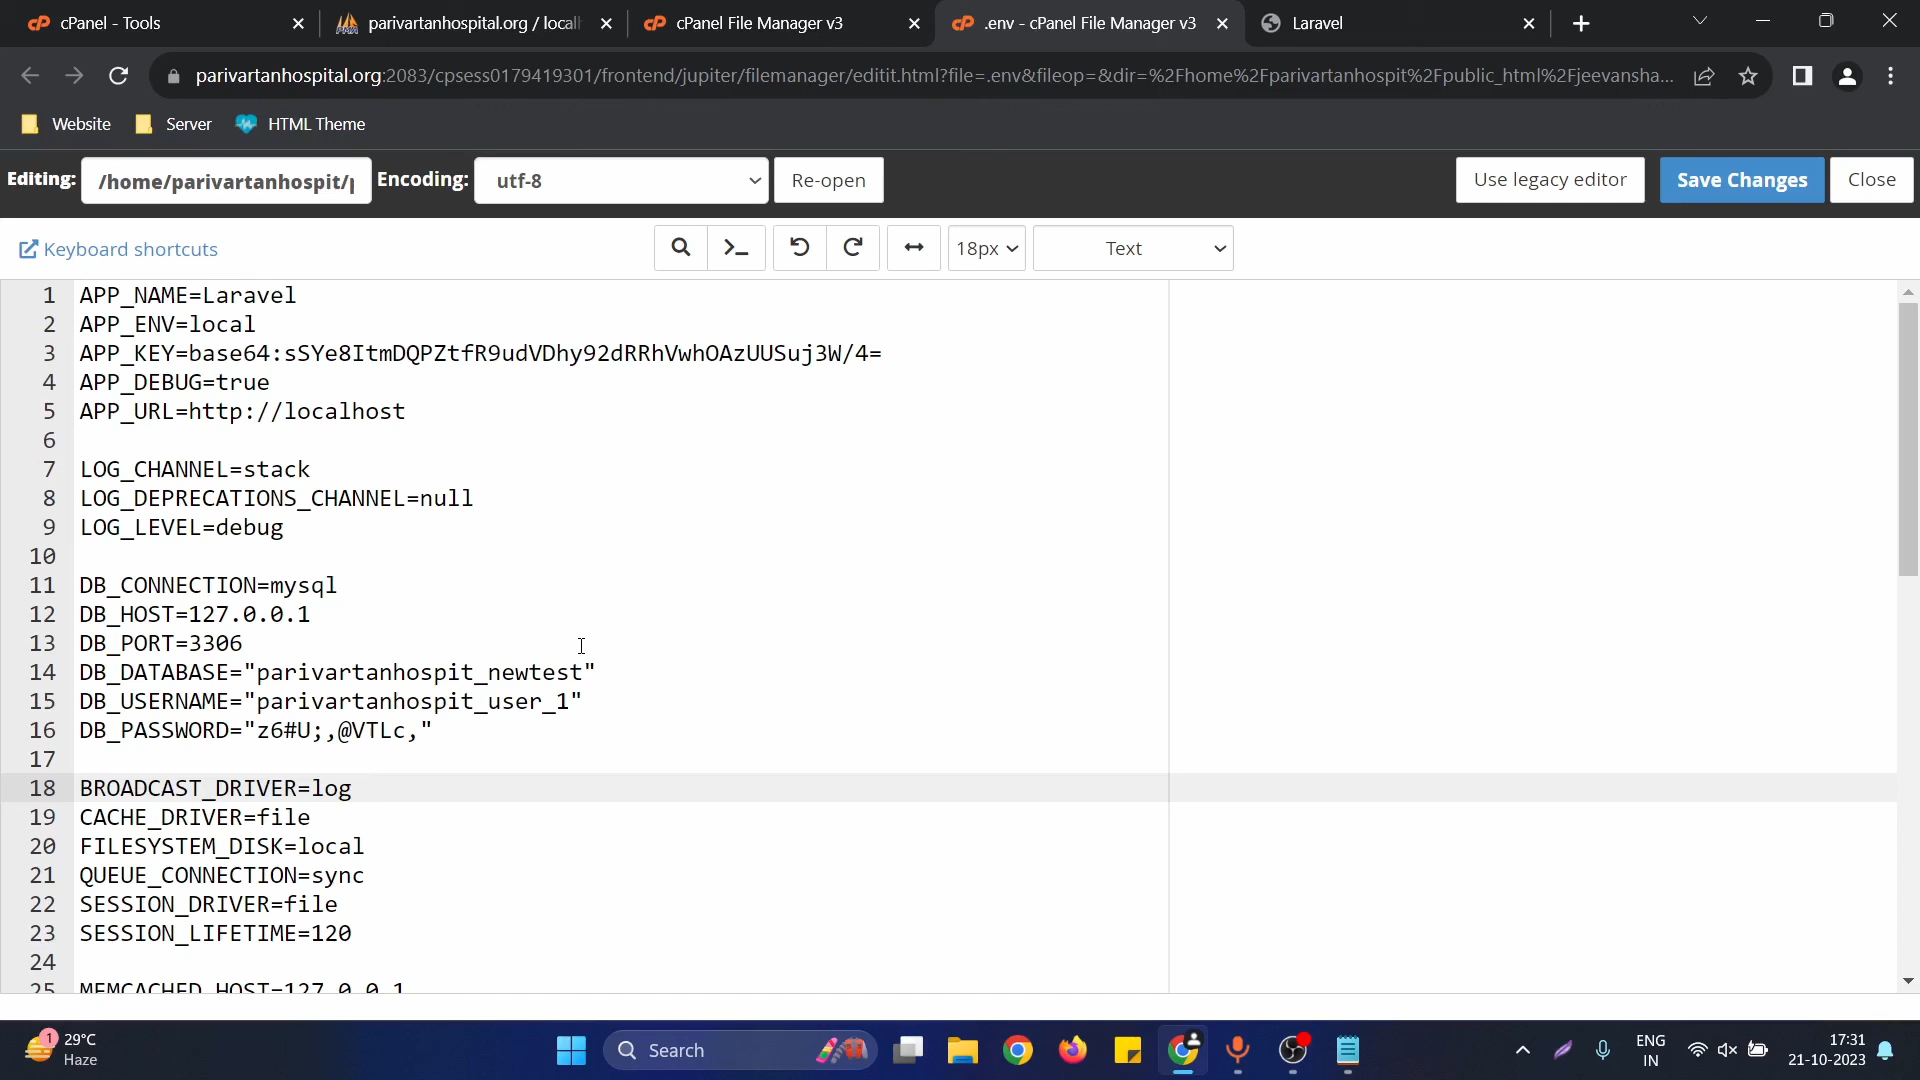 cPanel - Tools
parivartanhospital.org / locall
cPanel File Manager v3
.env - cPanel File Manager v3
Laravel
parivartanhospital.org:2083/cpsess0179419301/frontend/jupiter/filemanager/editit.html?file=.env&fileop=&dir=%2Fhome%2Fparivartanhospit%2Fpublic_html%2Fjeevansha...
Website
Server
HTML Theme
Editing: /home/parivartanhospit/p Encoding: utf-8 Re-open Use legacy editor Save Changes Close
Keyboard shortcuts 18px Text
1 APP_NAME=Laravel
2 APP_ENV=local
3 APP_KEY=base64:sSYe8ItmDQPZtfR9udVDhy92dRRhVwhOAzUUSuj3W/4=
4 APP_DEBUG=true
5 APP_URL=http://localhost
6
7 LOG_CHANNEL=stack
8 LOG_DEPRECATIONS_CHANNEL=null
9 LOG_LEVEL=debug
10
11 DB_CONNECTION=mysql
12 DB_HOST=127.0.0.1
13 DB_PORT=3306
14 DB_DATABASE="parivartanhospit_newtest"
15 DB_USERNAME="parivartanhospit_user_1"
16 DB_PASSWORD="z6#U;,@VTLc,"
17
18 BROADCAST_DRIVER=log
19 CACHE_DRIVER=file
20 FILESYSTEM_DISK=local
21 QUEUE_CONNECTION=sync
22 SESSION_DRIVER=file
23 SESSION_LIFETIME=120
24
25 MEMCACHED_HOST=127.0.0.1
1
29°C
Haze
Search
ENG
IN
17:31
21-10-2023